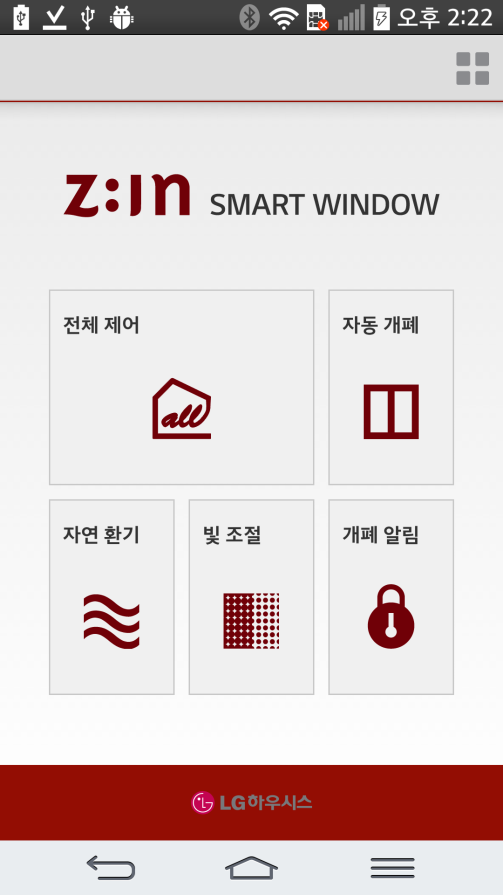 오후 2:22
z:ın SMART WINDOW
전체 제어
자동 개폐
all
자연 환기
빛 조절
개폐 알림
LG하우시스